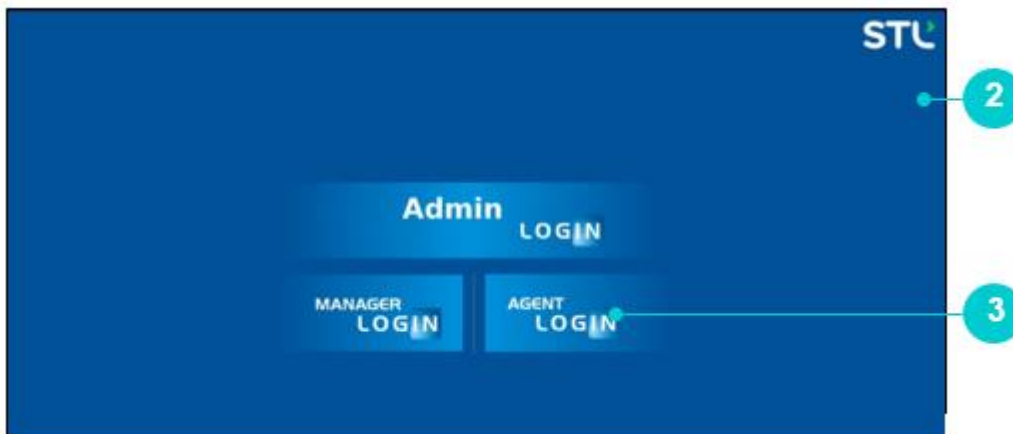 STL
2
Admin
LOGIN
MANAGER
LOGIN
AGENT
LOGIN
3